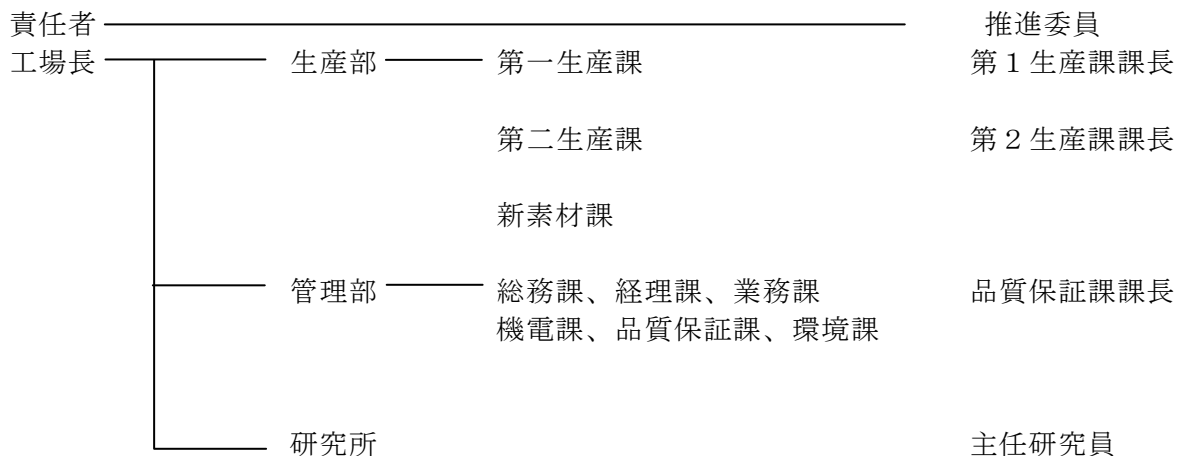 責任者 推進委員
工場長 生産部 第一生産課 第１生産課課長
第二生産課 第２生産課課長
新素材課
管理部 総務課、経理課、業務課 品質保証課課長
機電課、品質保証課、環境課
研究所 主任研究員